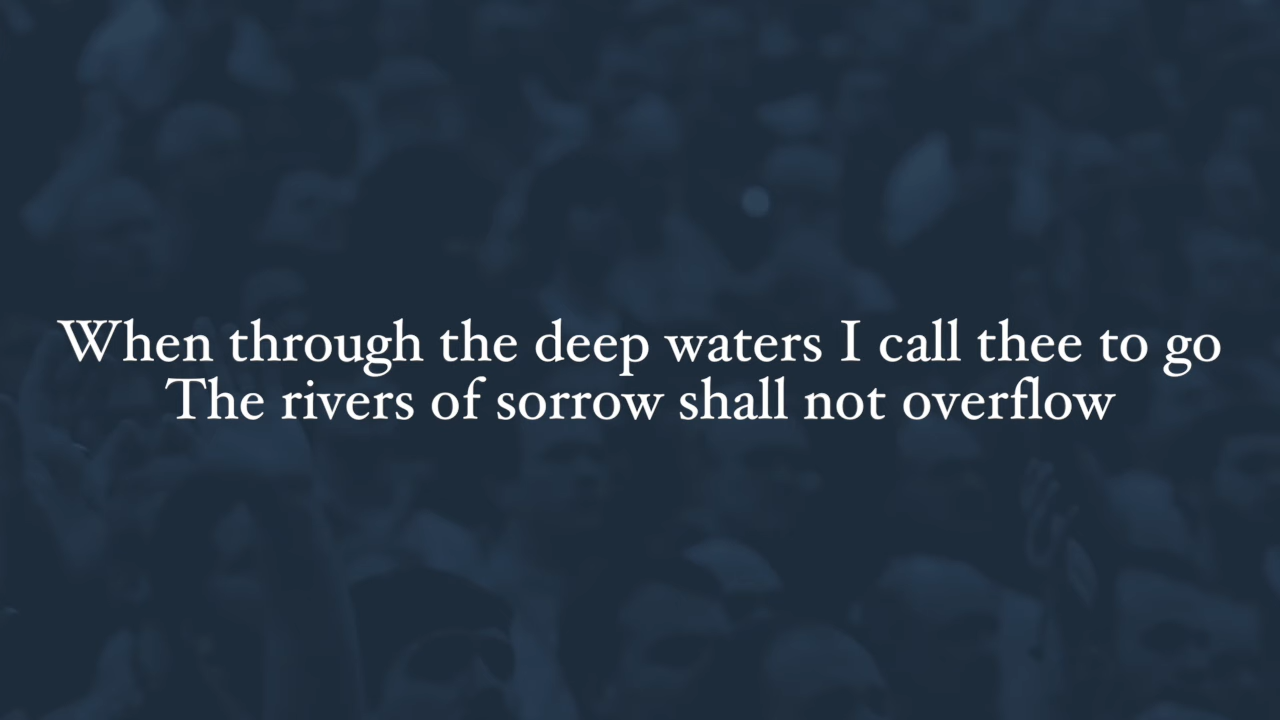 When through the deep waters I call thee to go
The rivers of sorrow shall not overflow